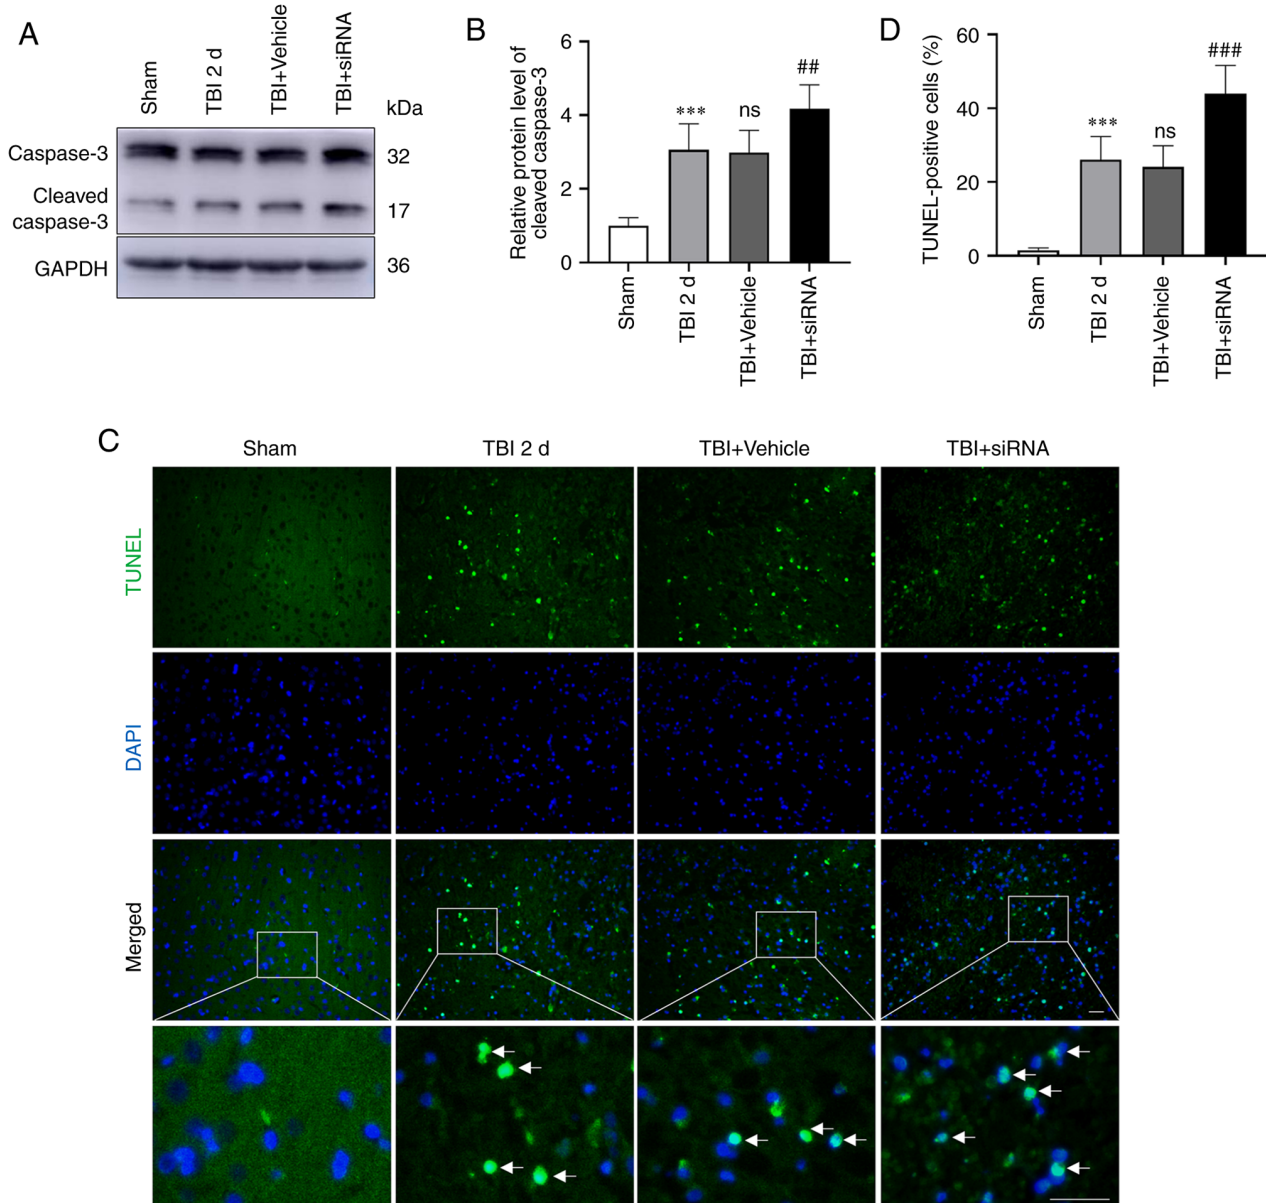 A
Sham
TBI 2 d
TBI+Vehicle
TBI+siRNA
kDa
Caspase-3
32
Cleaved
caspase-3
17
GAPDH
36
B
Relative protein level of
cleaved caspase-3
6
4
2
0
***
ns
##
Sham
TBI 2 d
TBI+Vehicle
TBI+siRNA
D
TUNEL-positive cells (%)
60
40
20
0
***
ns
###
Sham
TBI 2 d
TBI+Vehicle
TBI+siRNA
C
Sham
TBI 2 d
TBI+Vehicle
TBI+siRNA
TUNEL
DAPI
Merged